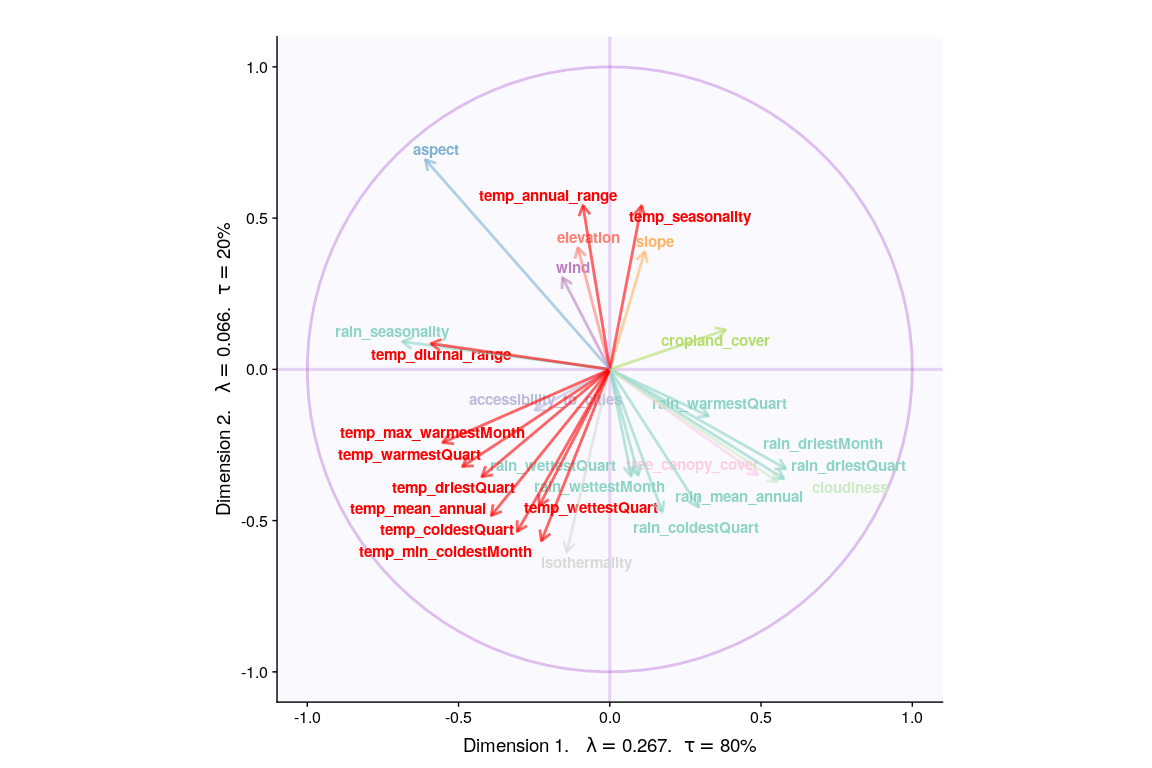 1.0
aspect
temp_annual_range
temp_seasonality
0.5
elevation
slope
wind
rain_seasonality
cropland_cover
temp_diurnal_range
0.0
accessibility_to_cities
rain_warmestQuart
temp_max_warmestMonth
rain_driestMonth
temp_warmestQuart
rain_wettestQuart
tree_canopy_cover
rain_driestQuart
temp_driestQuart
rain_wettestMonth
cloudiness
rain_mean_annual
temp_mean_annual
temp_wettestQuart
-0.5
temp_coldestQuart
rain_coldestQuart
temp_min_coldestMonth
Isothermality
-1.0
-1.0
-0.5
0.0
0.5
1.0
Dimension 1. λ = 0.267. τ = 80%
Dimension 2. λ = 0.066. τ = 20%